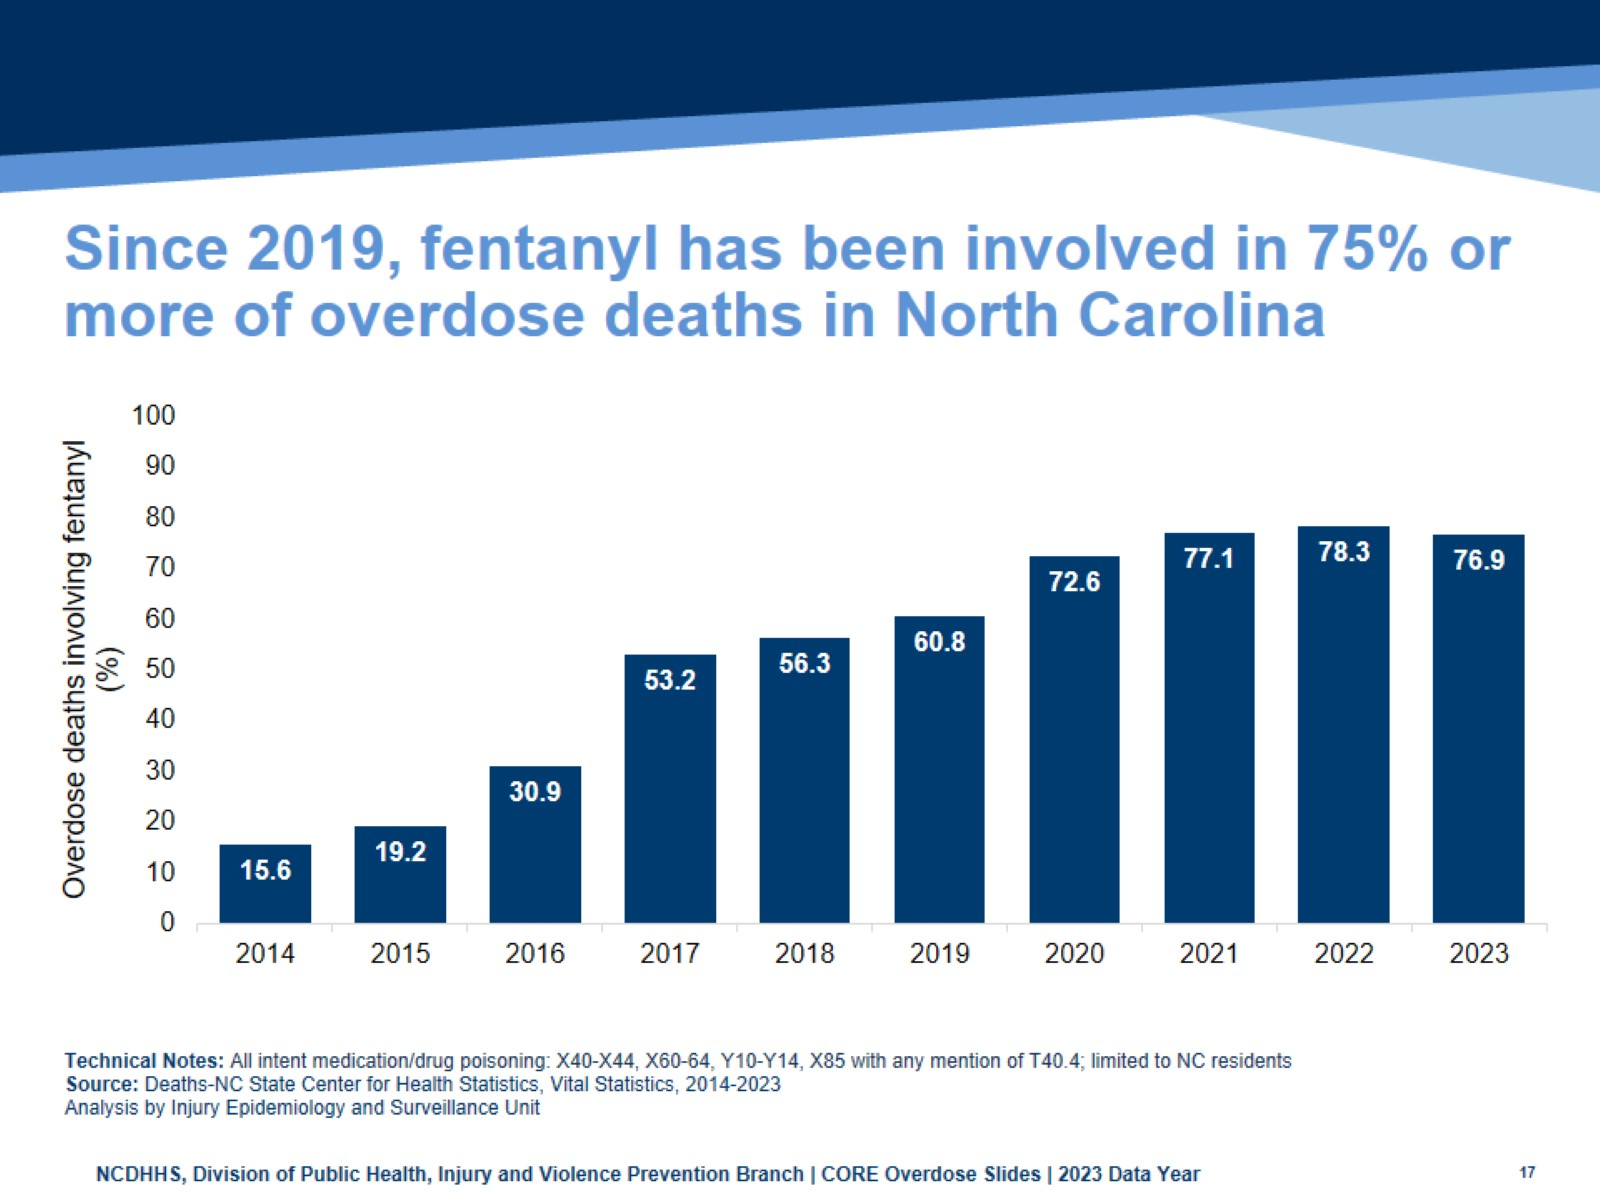 Since 2019, fentanyl has been involved in 75% or
more of overdose deaths in North Carolina
Overdose deaths involving fentanyl
(%)
100
90
80
70
60
50
40
30
20
10
0
15.6
19.2
30.9
53.2
56.3
60.8
72.6
77.1
78.3
76.9
2014 2015 2016 2017 2018 2019 2020 2021 2022 2023
Technical Notes: All intent medication/drug poisoning: X40-X44, X60-64, Y10-Y14, X85 with any mention of T40.4; limited to NC residents
Source: Deaths-NC State Center for Health Statistics, Vital Statistics, 2014-2023
Analysis by Injury Epidemiology and Surveillance Unit
NCDHHS, Division of Public Health, Injury and Violence Prevention Branch | CORE Overdose Slides | 2023 Data Year 17